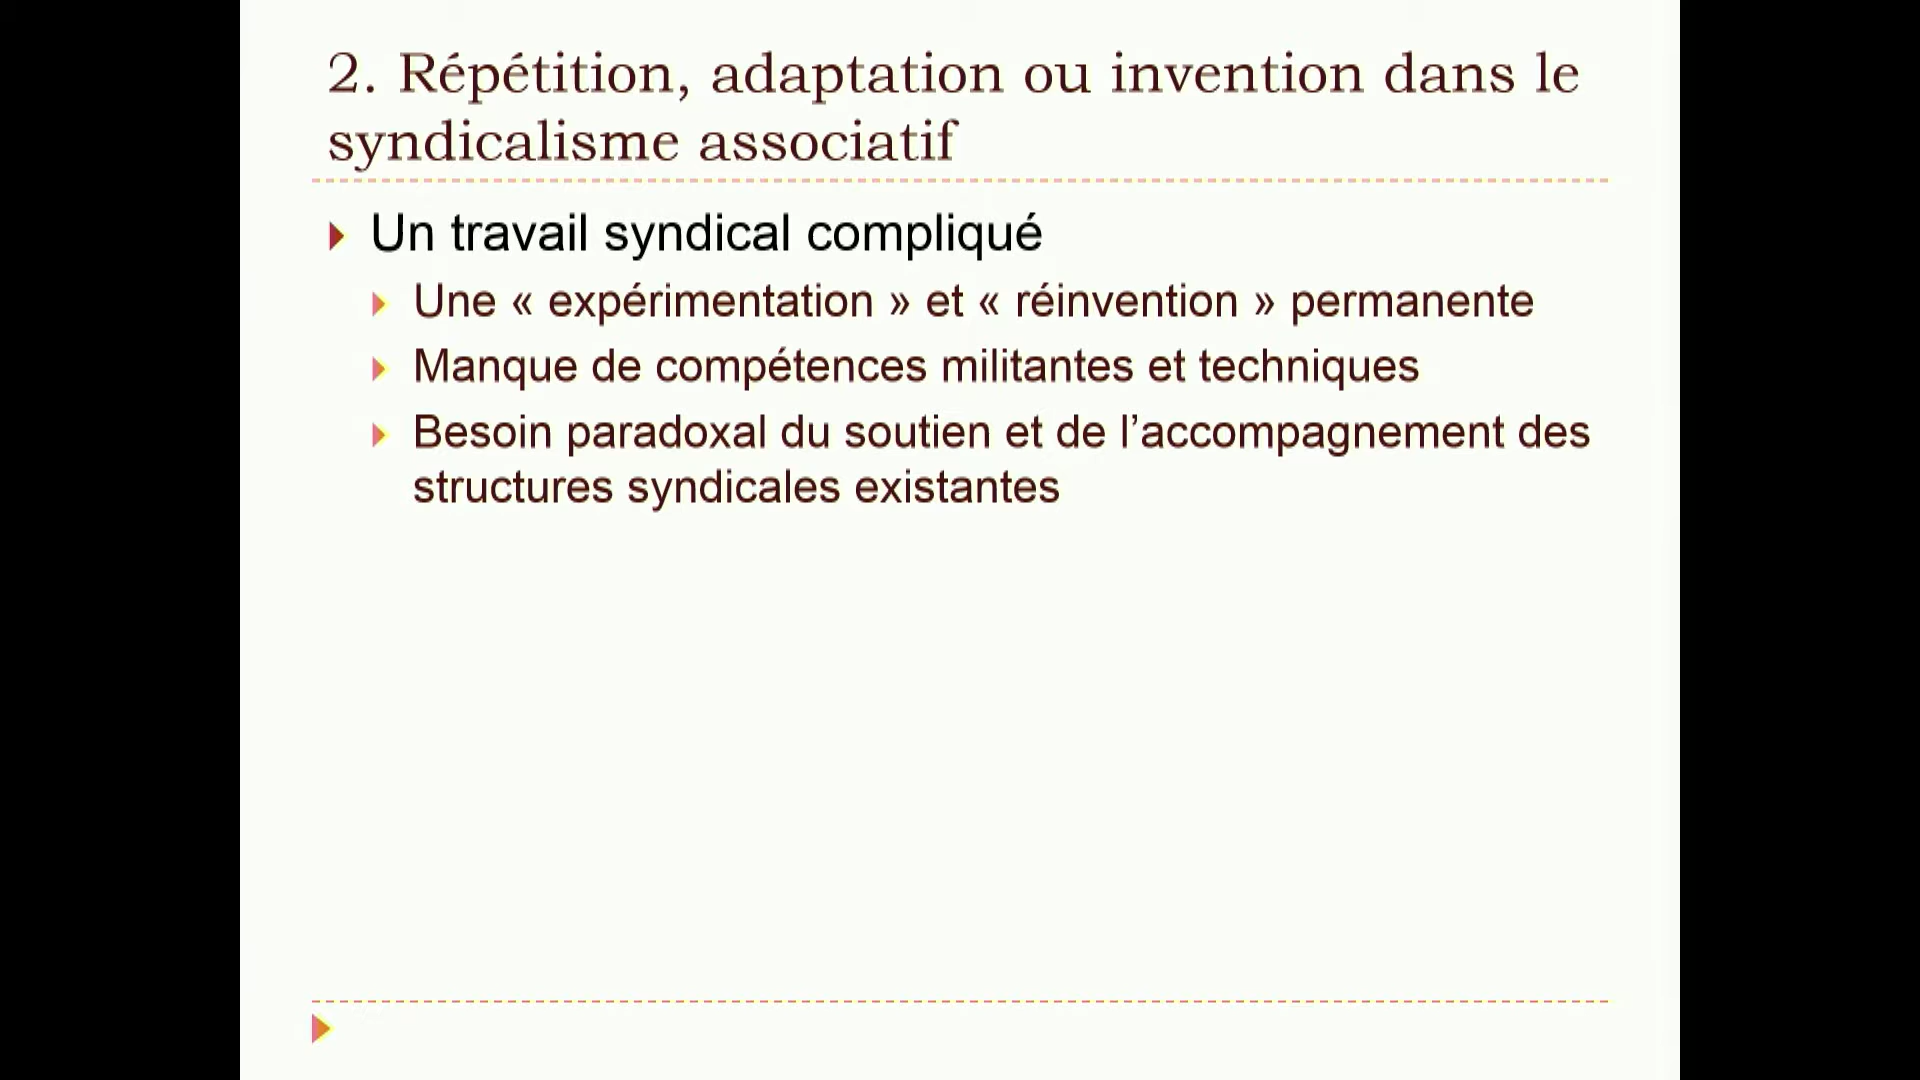 2. Répétition, adaptation ou invention dans le
syndicalisme associatif
Un travail syndical compliqué
Une « expérimentation » et « réinvention » permanente
Manque de compétences militantes et techniques
Besoin paradoxal du soutien et de l’accompagnement des
structures syndicales existantes